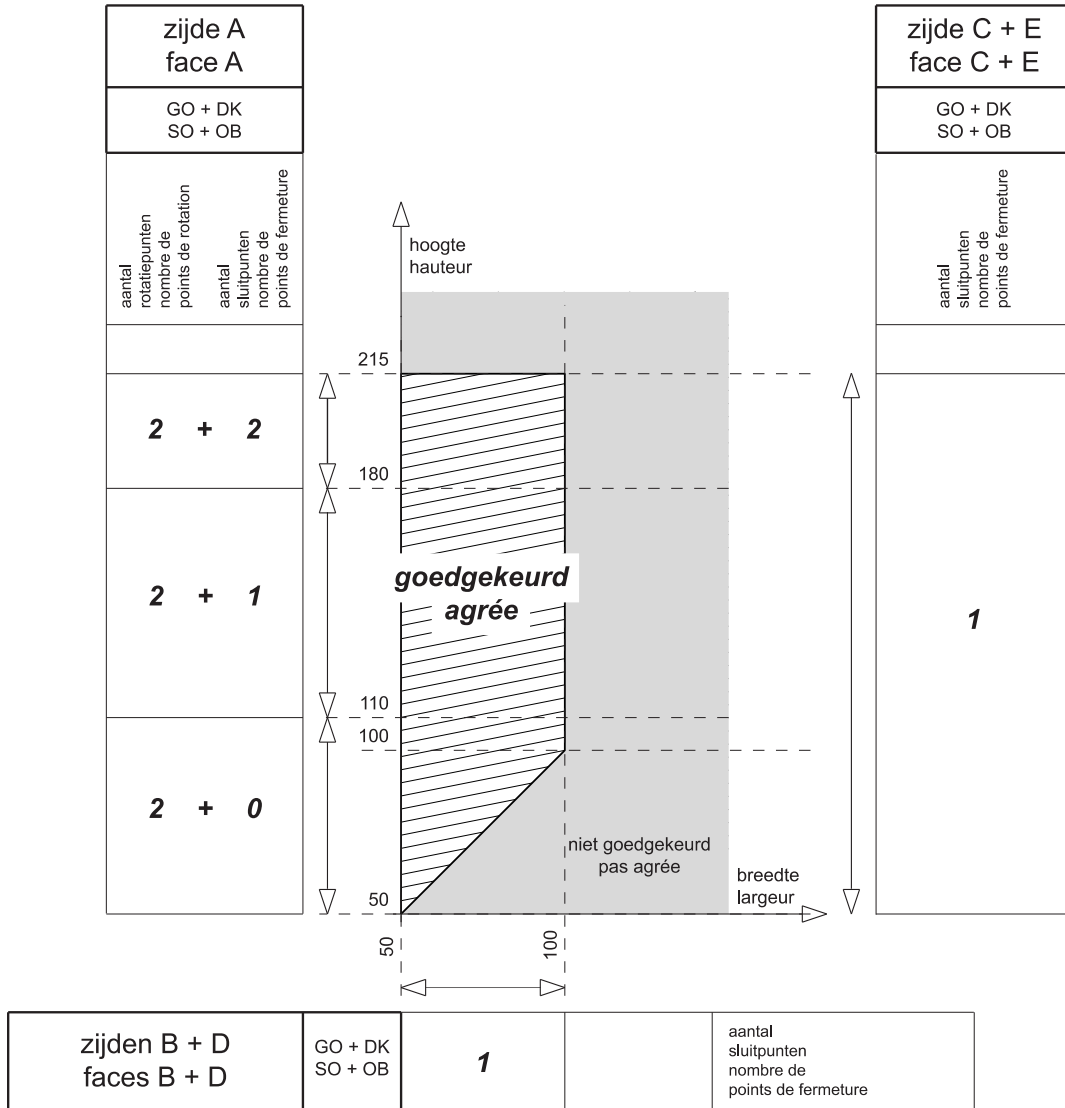 zijde A
face A
GO + DK
SO + OB
aantal
rotatiepunten
nombre de
points de rotation
aantal
sluitpunten
nombre de
points de fermeture
2 + 2
2 + 1
2 + 0
hoogte
hauteur
215
180
110
100
50
goedgekeurd
agrée
niet goedgekeurd
pas agrée
breedte
largeur
50
100
zijde C + E
face C + E
GO + DK
SO + OB
aantal
sluitpunten
nombre de
points de fermeture
1
zijden B + D
faces B + D
GO + DK
SO + OB
1
aantal
sluitpunten
nombre de
points de fermeture